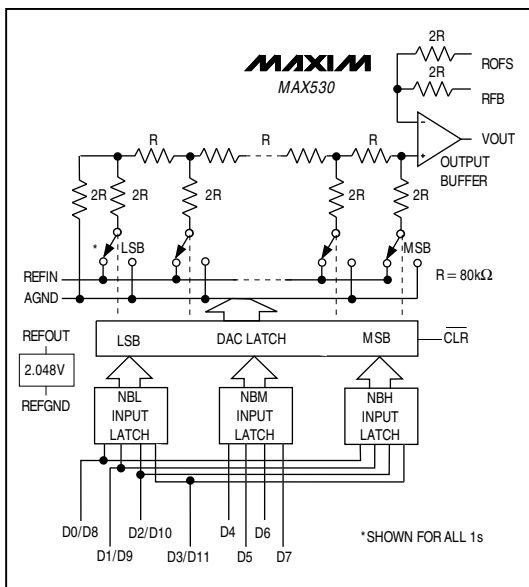 MAXIM
MAX530
2R
ROFS
2R
RFB
−
+
VOUT
OUTPUT
BUFFER
R
R
R
R
2R
2R
2R
2R
2R
* LSB
MSB
REFIN
AGND
R = 80kΩ
LSB
DAC LATCH
MSB
CLR
REFOUT
2.048V
REFGND
NBL
INPUT
LATCH
NBM
INPUT
LATCH
NBH
INPUT
LATCH
D0/D8
D1/D9
D2/D10
D3/D11
D4
D5
D6
D7
*SHOWN FOR ALL 1s